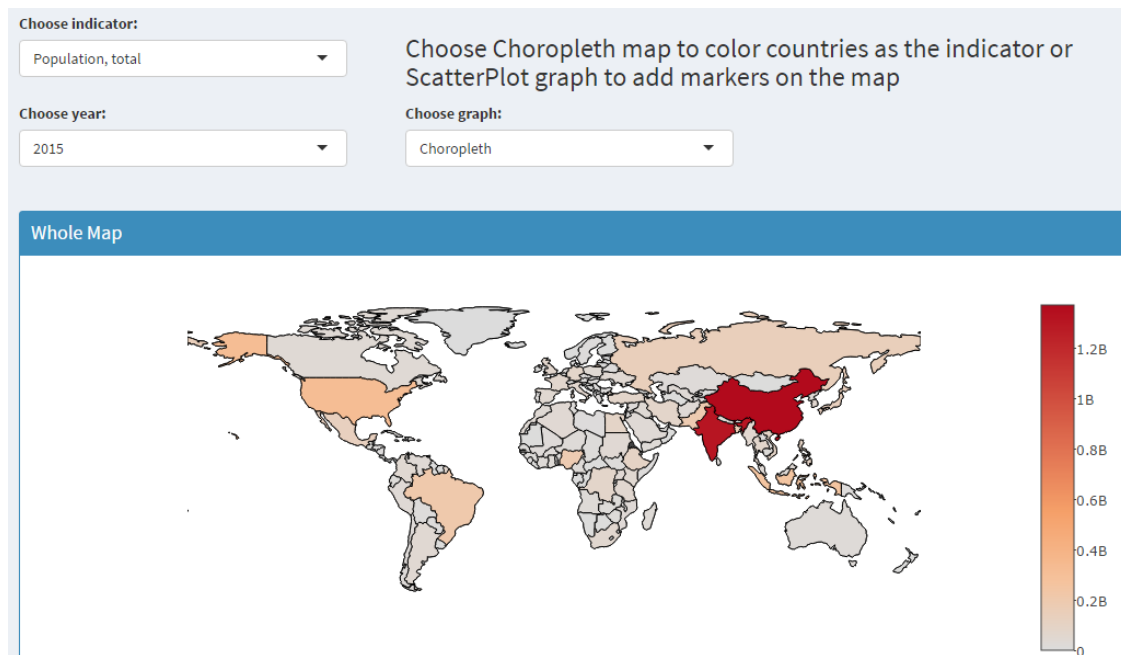 Choose indicator:
Population, total
Choose Choropleth map to color countries as the indicator or
ScatterPlot graph to add markers on the map
Choose year:
2015
Choose graph:
Choropleth
Whole Map
1.2B
1B
0.8B
0.6B
0.4B
0.2B
0